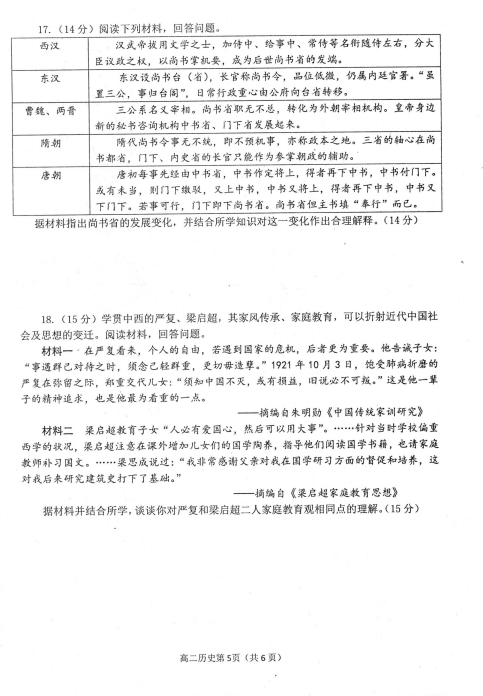 17.（14分）阅读下列材料，回答问题。
西汉
汉武帝拔用文学之士，加侍中、给事中、常侍等名衔随侍左右，分大
臣议政之权，以尚书掌机要，成为后世尚书省的发端。
东汉
东汉设尚书台（省），长官称尚书令，品位低微，仍属内廷官署。“虽
置三公，事归台阁”，日常行政重心由公府向台省转移。
曹魏、两晋
三公系名义宰相。尚书省职无不总，转化为外朝宰相机构。皇帝身边
新的秘书咨询机构中书省、门下省发展起来。
隋朝
隋代尚书令事无不统，即不预机事，亦称政本之地。三省的轴心在尚
书都省，门下、内史省的长官只能作为参掌朝政的辅助。
唐朝
唐初每事先经由中书省，中书作定将上，得者再下中书，中书付门下。
或有未当，则门下缴驳，又上中书，中书又将上，得者再下中书，中书又
下门下。若事可行，门下即下尚书省。尚书省但主书填“奉行”而已。
据材料指出尚书省的发展变化，并结合所学知识对这一变化作出合理解释。（14分）
18.（15分）学贯中西的严复、梁启超，其家风传承、家庭教育，可以折射近代中国社
会及思想的变迁。阅读材料，回答问题。
材料一 在严复看来，个人的自由，若遇到国家的危机，后者更为重要。他告诫子女：
“事遇群己对待之时，须念己轻群重，更切毋造孽。”1921年10月3日，饱受肺病折磨的
严复在弥留之际，郑重交代儿女：“须知中国不灭，或有损益，旧说必不可叛。”这是他一辈
子的精神追求，也是他最为看重的一点。
——摘编自朱明勋《中国传统家训研究》
材料二 梁启超教育子女“人必有爱国心，然后可以用大事”。……针对当时学校偏重
西学的状况，梁启超注意在课外增加儿女们的国学陶养，指导他们阅读国学书籍，也请家庭
教师补习国文。……梁思成说过：“我非常感谢父亲对我在国学研习方面的督促和培养，这
对我后来研究建筑史打下了基础。”
——摘编自《梁启超家庭教育思想》
据材料并结合所学，谈谈你对严复和梁启超二人家庭教育观相同点的理解。（15分）
高二历史第5页（共6页）